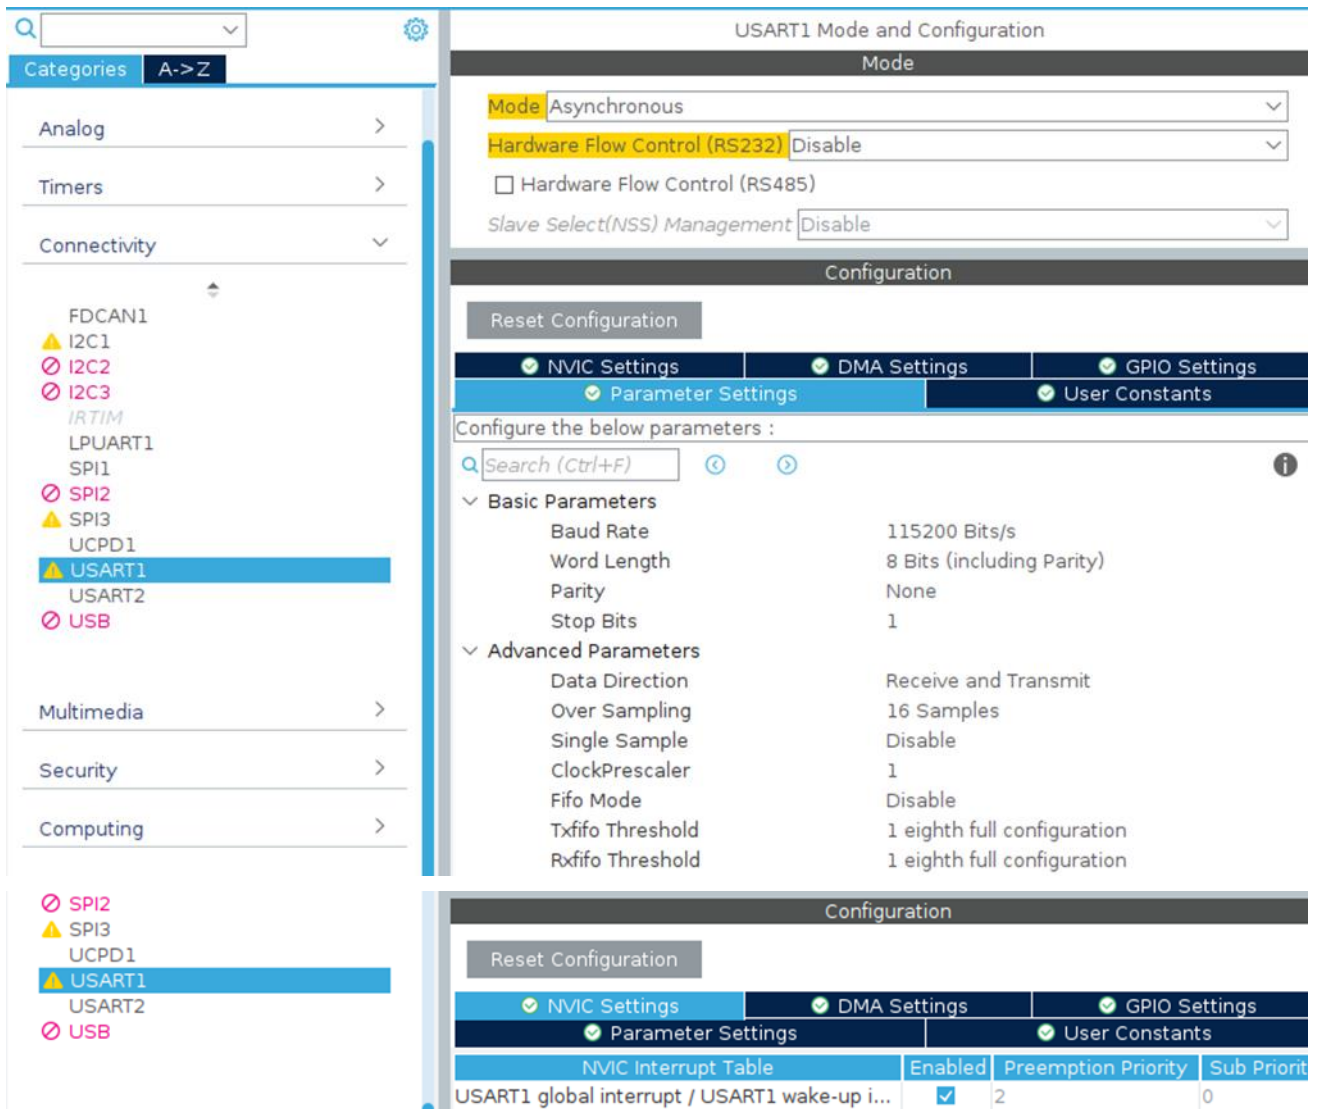 Categories
A->Z
Analog
Timers
Connectivity
FDCAN1
I2C1
I2C2
I2C3
IRTIM
LPUART1
SPI1
SPI2
SPI3
UCPD1
USART1
USART2
USB
Multimedia
Security
Computing
USART1 Mode and Configuration
Mode
Mode Asynchronous
Hardware Flow Control (RS232) Disable
Hardware Flow Control (RS485)
Slave Select(NSS) Management Disable
Configuration
Reset Configuration
NVIC Settings DMA Settings GPIO Settings
Parameter Settings User Constants
Configure the below parameters :
Search (Ctrl+F)
Basic Parameters
Baud Rate 115200 Bits/s
Word Length 8 Bits (including Parity)
Parity None
Stop Bits 1
Advanced Parameters
Data Direction Receive and Transmit
Over Sampling 16 Samples
Single Sample Disable
ClockPrescaler 1
Fifo Mode Disable
Txfifo Threshold 1 eighth full configuration
Rxfifo Threshold 1 eighth full configuration
SPI2
SPI3
UCPD1
USART1
USART2
USB
Configuration
Reset Configuration
NVIC Settings DMA Settings GPIO Settings
Parameter Settings User Constants
NVIC Interrupt Table Enabled Preemption Priority Sub Priorit
USART1 global interrupt / USART1 wake-up i... 2 0